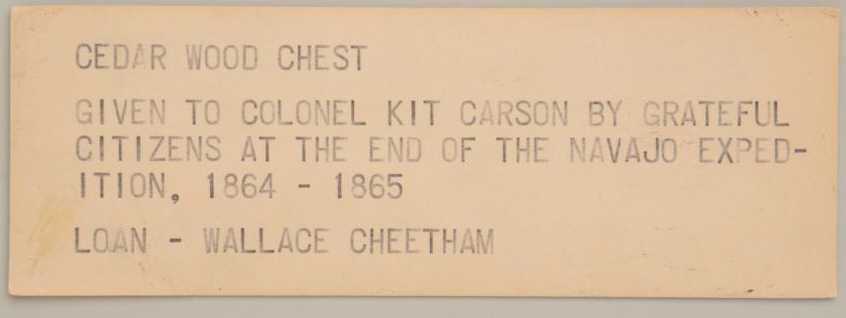 CEDAR WOOD CHEST
GIVEN TO COLONEL KIT CARSON BY GRATEFUL
CITIZENS AT THE END OF THE NAVAJO EXPED-
ITION, 1864 - 1865
LOAN - WALLACE CHEETHAM